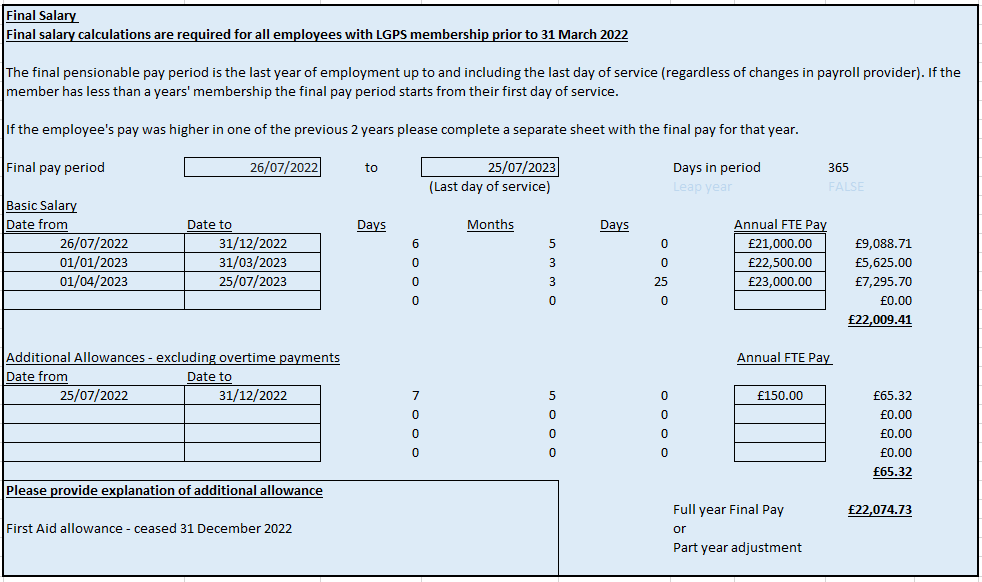 Final Salary
Final salary calculations are required for all employees with LGPS membership prior to 31 March 2022
The final pensionable pay period is the last year of employment up to and including the last day of service (regardless of changes in payroll provider). If the
member has less than a years' membership the final pay period starts from their first day of service.
If the employee's pay was higher in one of the previous 2 years please complete a separate sheet with the final pay for that year.
Final pay period 26/07/2022 to 25/07/2023 Days in period 365
(Last day of service) Leap year FALSE
Basic Salary
Date from Date to Days Months Days Annual FTE Pay
26/07/2022 31/12/2022 6 5 0 £21,000.00 £9,088.71
01/01/2023 31/03/2023 0 3 0 £22,500.00 £5,625.00
01/04/2023 25/07/2023 0 3 25 £23,000.00 £7,295.70
0 0 0 £0.00
£22,009.41
Additional Allowances - excluding overtime payments Annual FTE Pay
Date from Date to
25/07/2022 31/12/2022 7 5 0 £150.00 £65.32
0 0 0 £0.00
0 0 0 £0.00
0 0 0 £0.00
£65.32
Please provide explanation of additional allowance
Full year Final Pay £22,074.73
First Aid allowance - ceased 31 December 2022 or
Part year adjustment